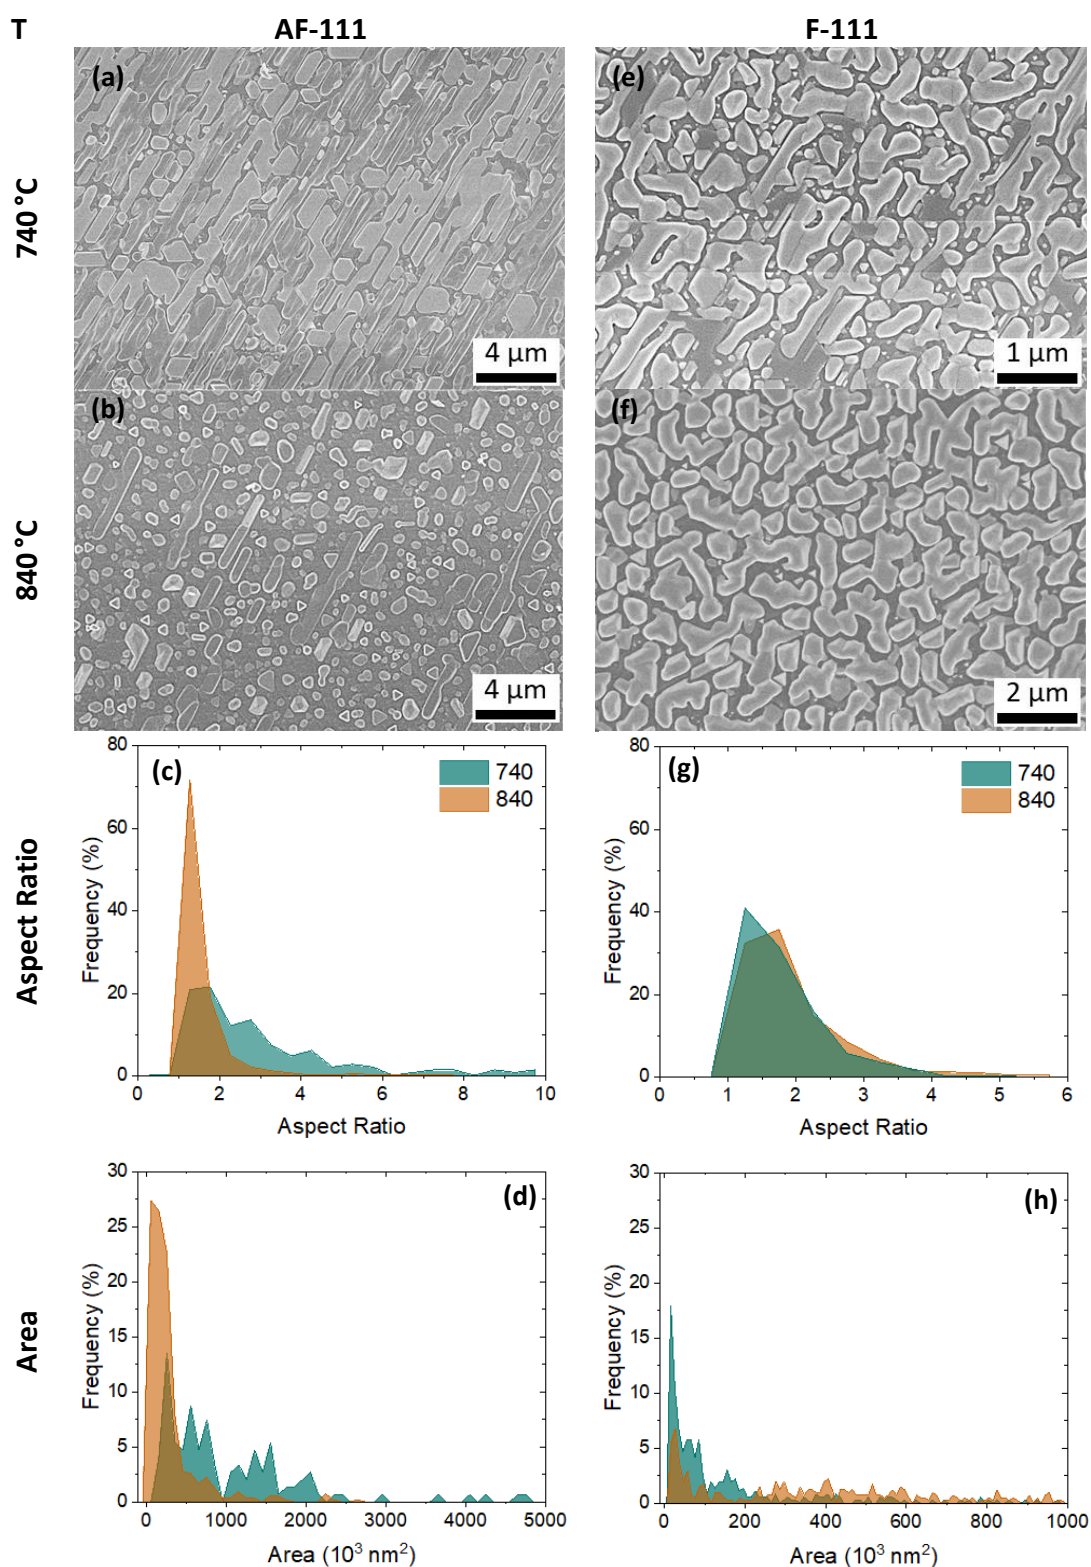 T AF-111 F-111
740 °C
(a)
4 µm
(e)
1 µm
840 °C
(b)
4 µm
(f)
2 µm
Aspect Ratio
(c)
740
840
80
60
40
20
0
Frequency (%)
0 2 4 6 8 10
Aspect Ratio
(g)
740
840
80
60
40
20
0
Frequency (%)
0 1 2 3 4 5 6
Aspect Ratio
Area
(d)
30
25
20
15
10
5
0
Frequency (%)
0 1000 2000 3000 4000 5000
Area (10³ nm²)
(h)
30
25
20
15
10
5
0
Frequency (%)
0 200 400 600 800 1000
Area (10³ nm²)